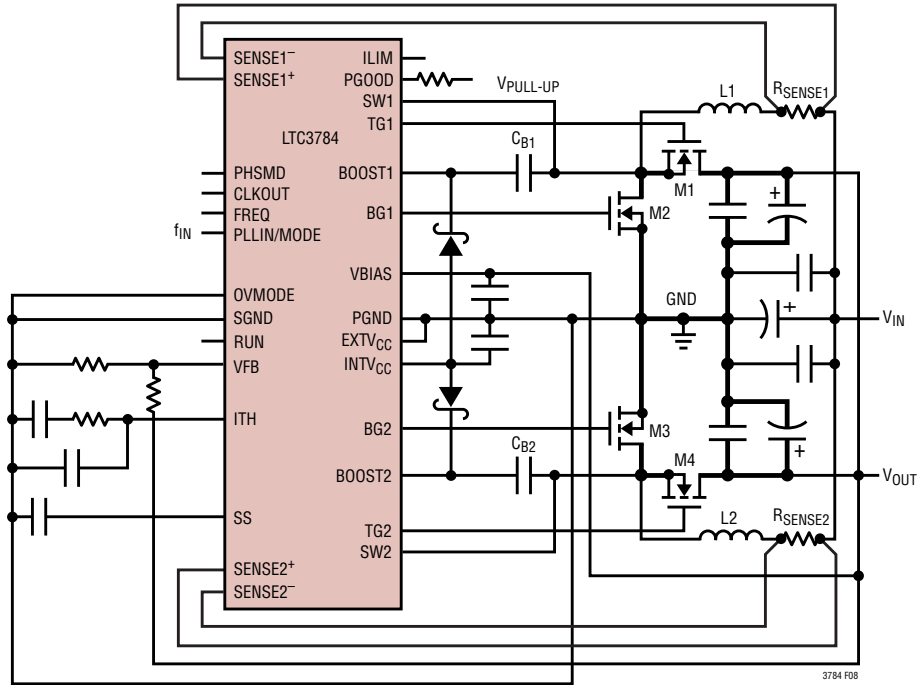 SENSE1–
SENSE1+
LTC3784
PHSMD
CLKOUT
FREQ
fIN
PLLIN/MODE
OVMODE
SGND
RUN
VFB
ITH
SS
SENSE2+
SENSE2–
ILIM
PGOOD
SW1
TG1
BOOST1
BG1
VBIAS
PGND
EXTVCC
INTVCC
BG2
BOOST2
TG2
SW2
VPULL-UP
CB1
CB2
L1
RSENSE1
M1
M2
+
GND
+
VIN
M3
M4
+
VOUT
L2
RSENSE2
3784 F08